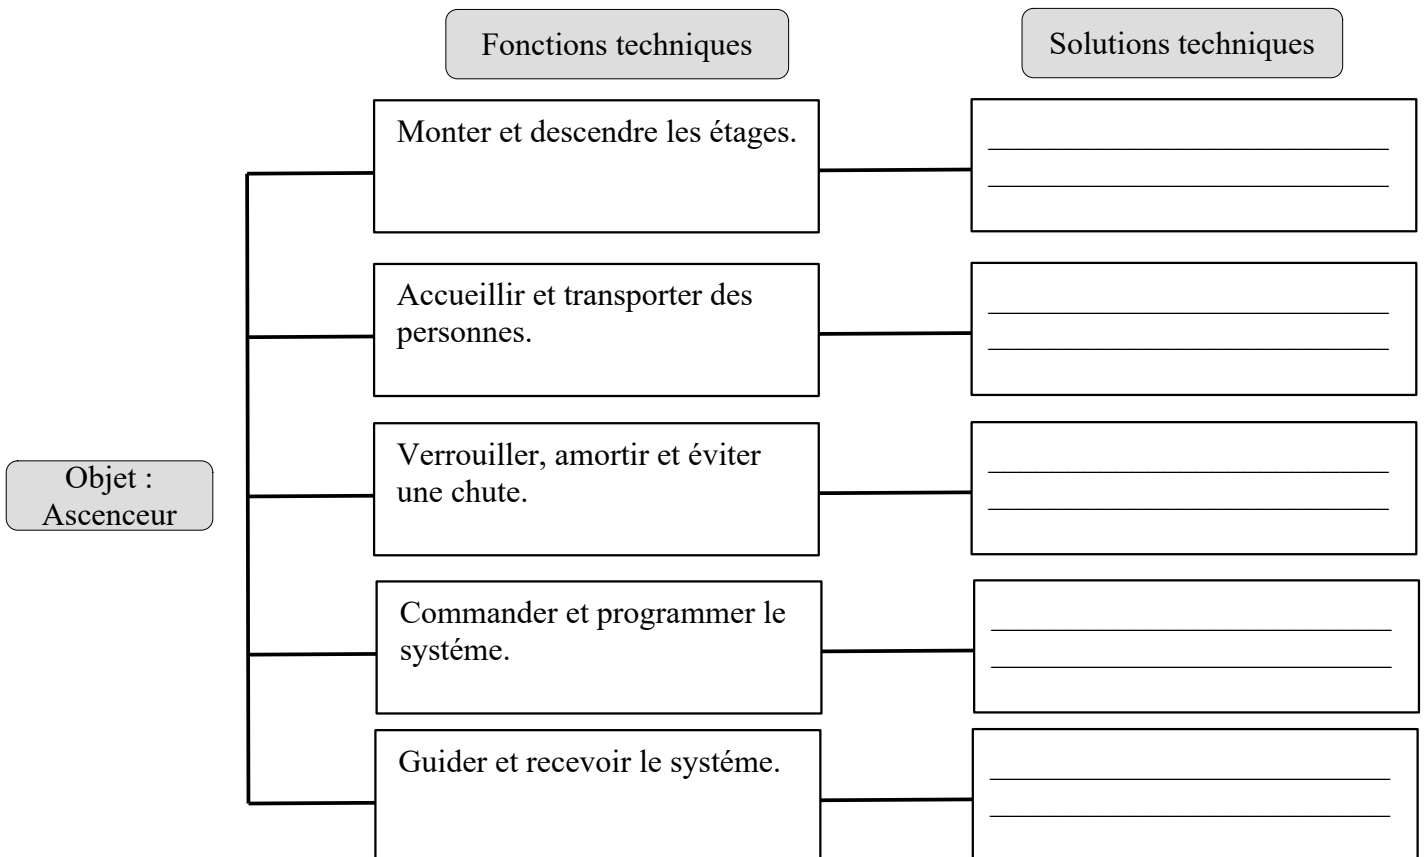 Fonctions techniques
Solutions techniques
Monter et descendre les étages.
Accueillir et transporter des
personnes.
Verrouiller, amortir et éviter
une chute.
Objet :
Ascenceur
Commander et programmer le
systéme.
Guider et recevoir le systéme.